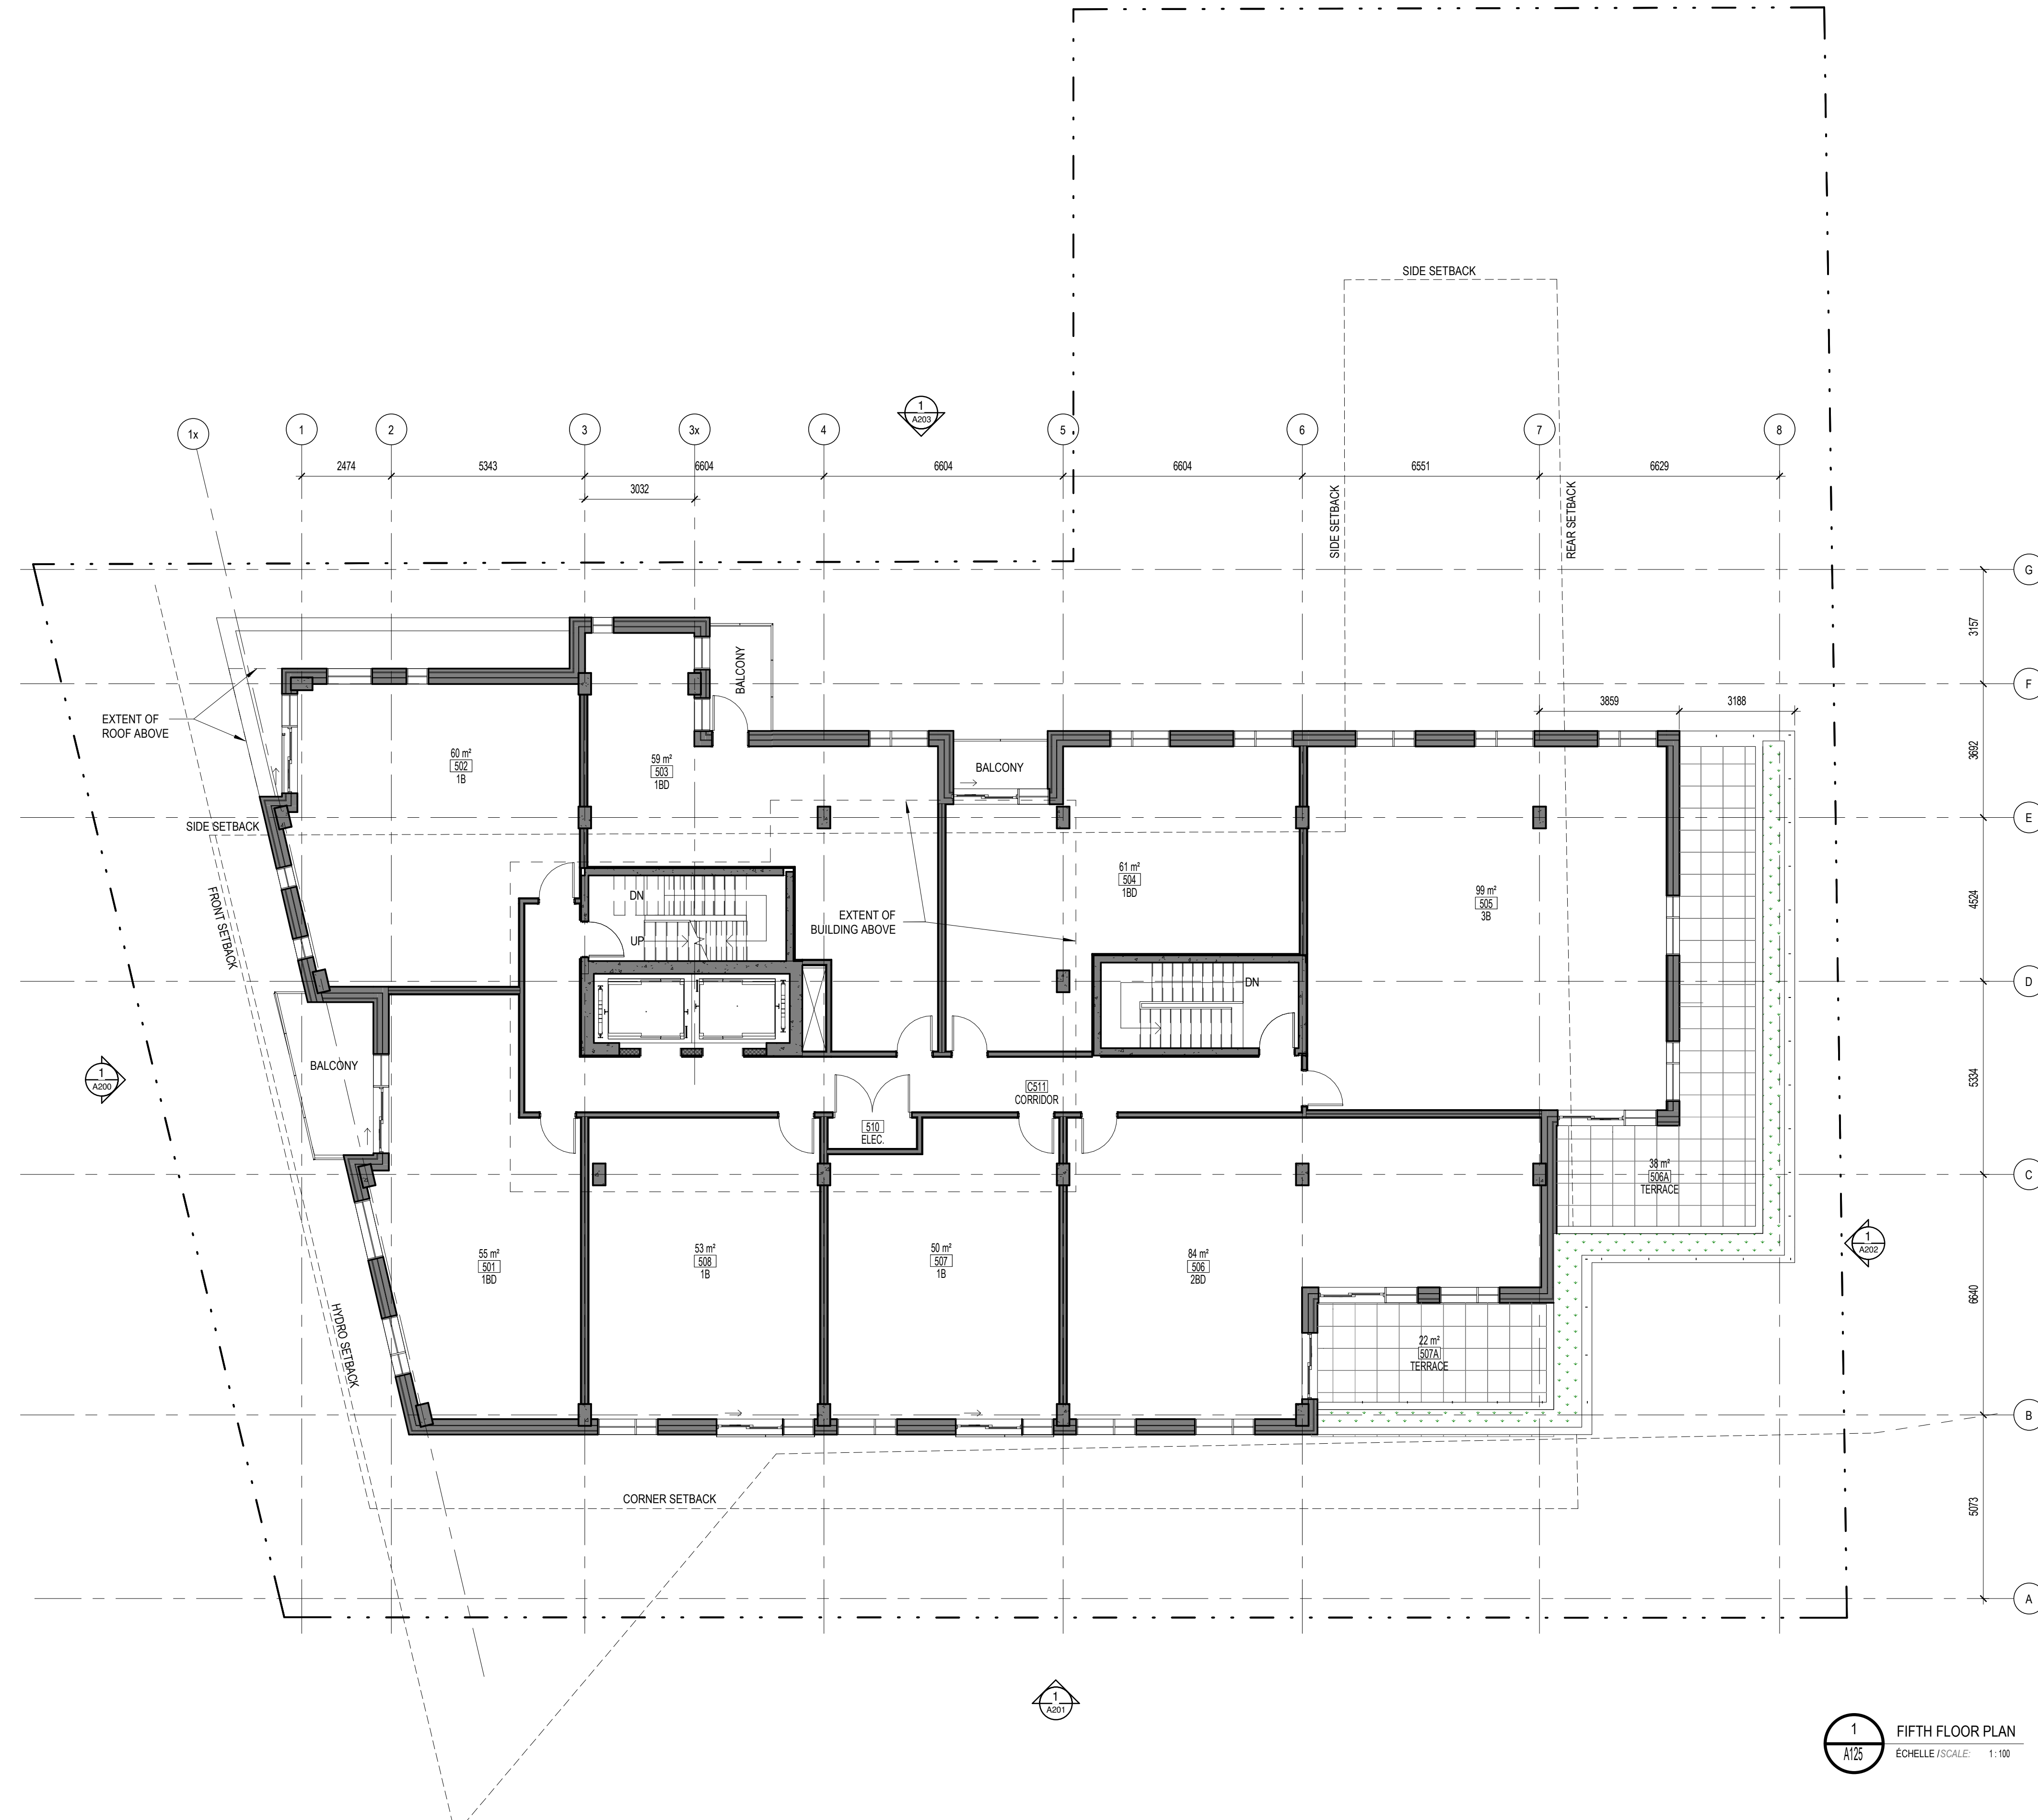 SIDE SETBACK
1
A203
1x
1
2
3
3x
4
5
6
7
8
2474
5343
6604
6604
6604
6551
6629
3032
SIDE SETBACK
REAR SETBACK
G
3157
F
3692
E
4524
D
5334
C
6640
B
5073
A
3859
3188
BALCONY
EXTENT OF
ROOF ABOVE
60 m²
502
1B
59 m²
503
1BD
BALCONY
SIDE SETBACK
FRONT SETBACK
DN
UP
EXTENT OF
BUILDING ABOVE
61 m²
504
1BD
99 m²
505
3B
DN
BALCONY
1
A200
C511
CORRIDOR
510
ELEC.
38 m²
506A
TERRACE
55 m²
501
1BD
53 m²
508
1B
50 m²
507
1B
84 m²
506
2BD
1
A202
HYDRO SETBACK
22 m²
507A
TERRACE
CORNER SETBACK
1
A201
1
A125
FIFTH FLOOR PLAN
ÉCHELLE / SCALE: 1 : 100